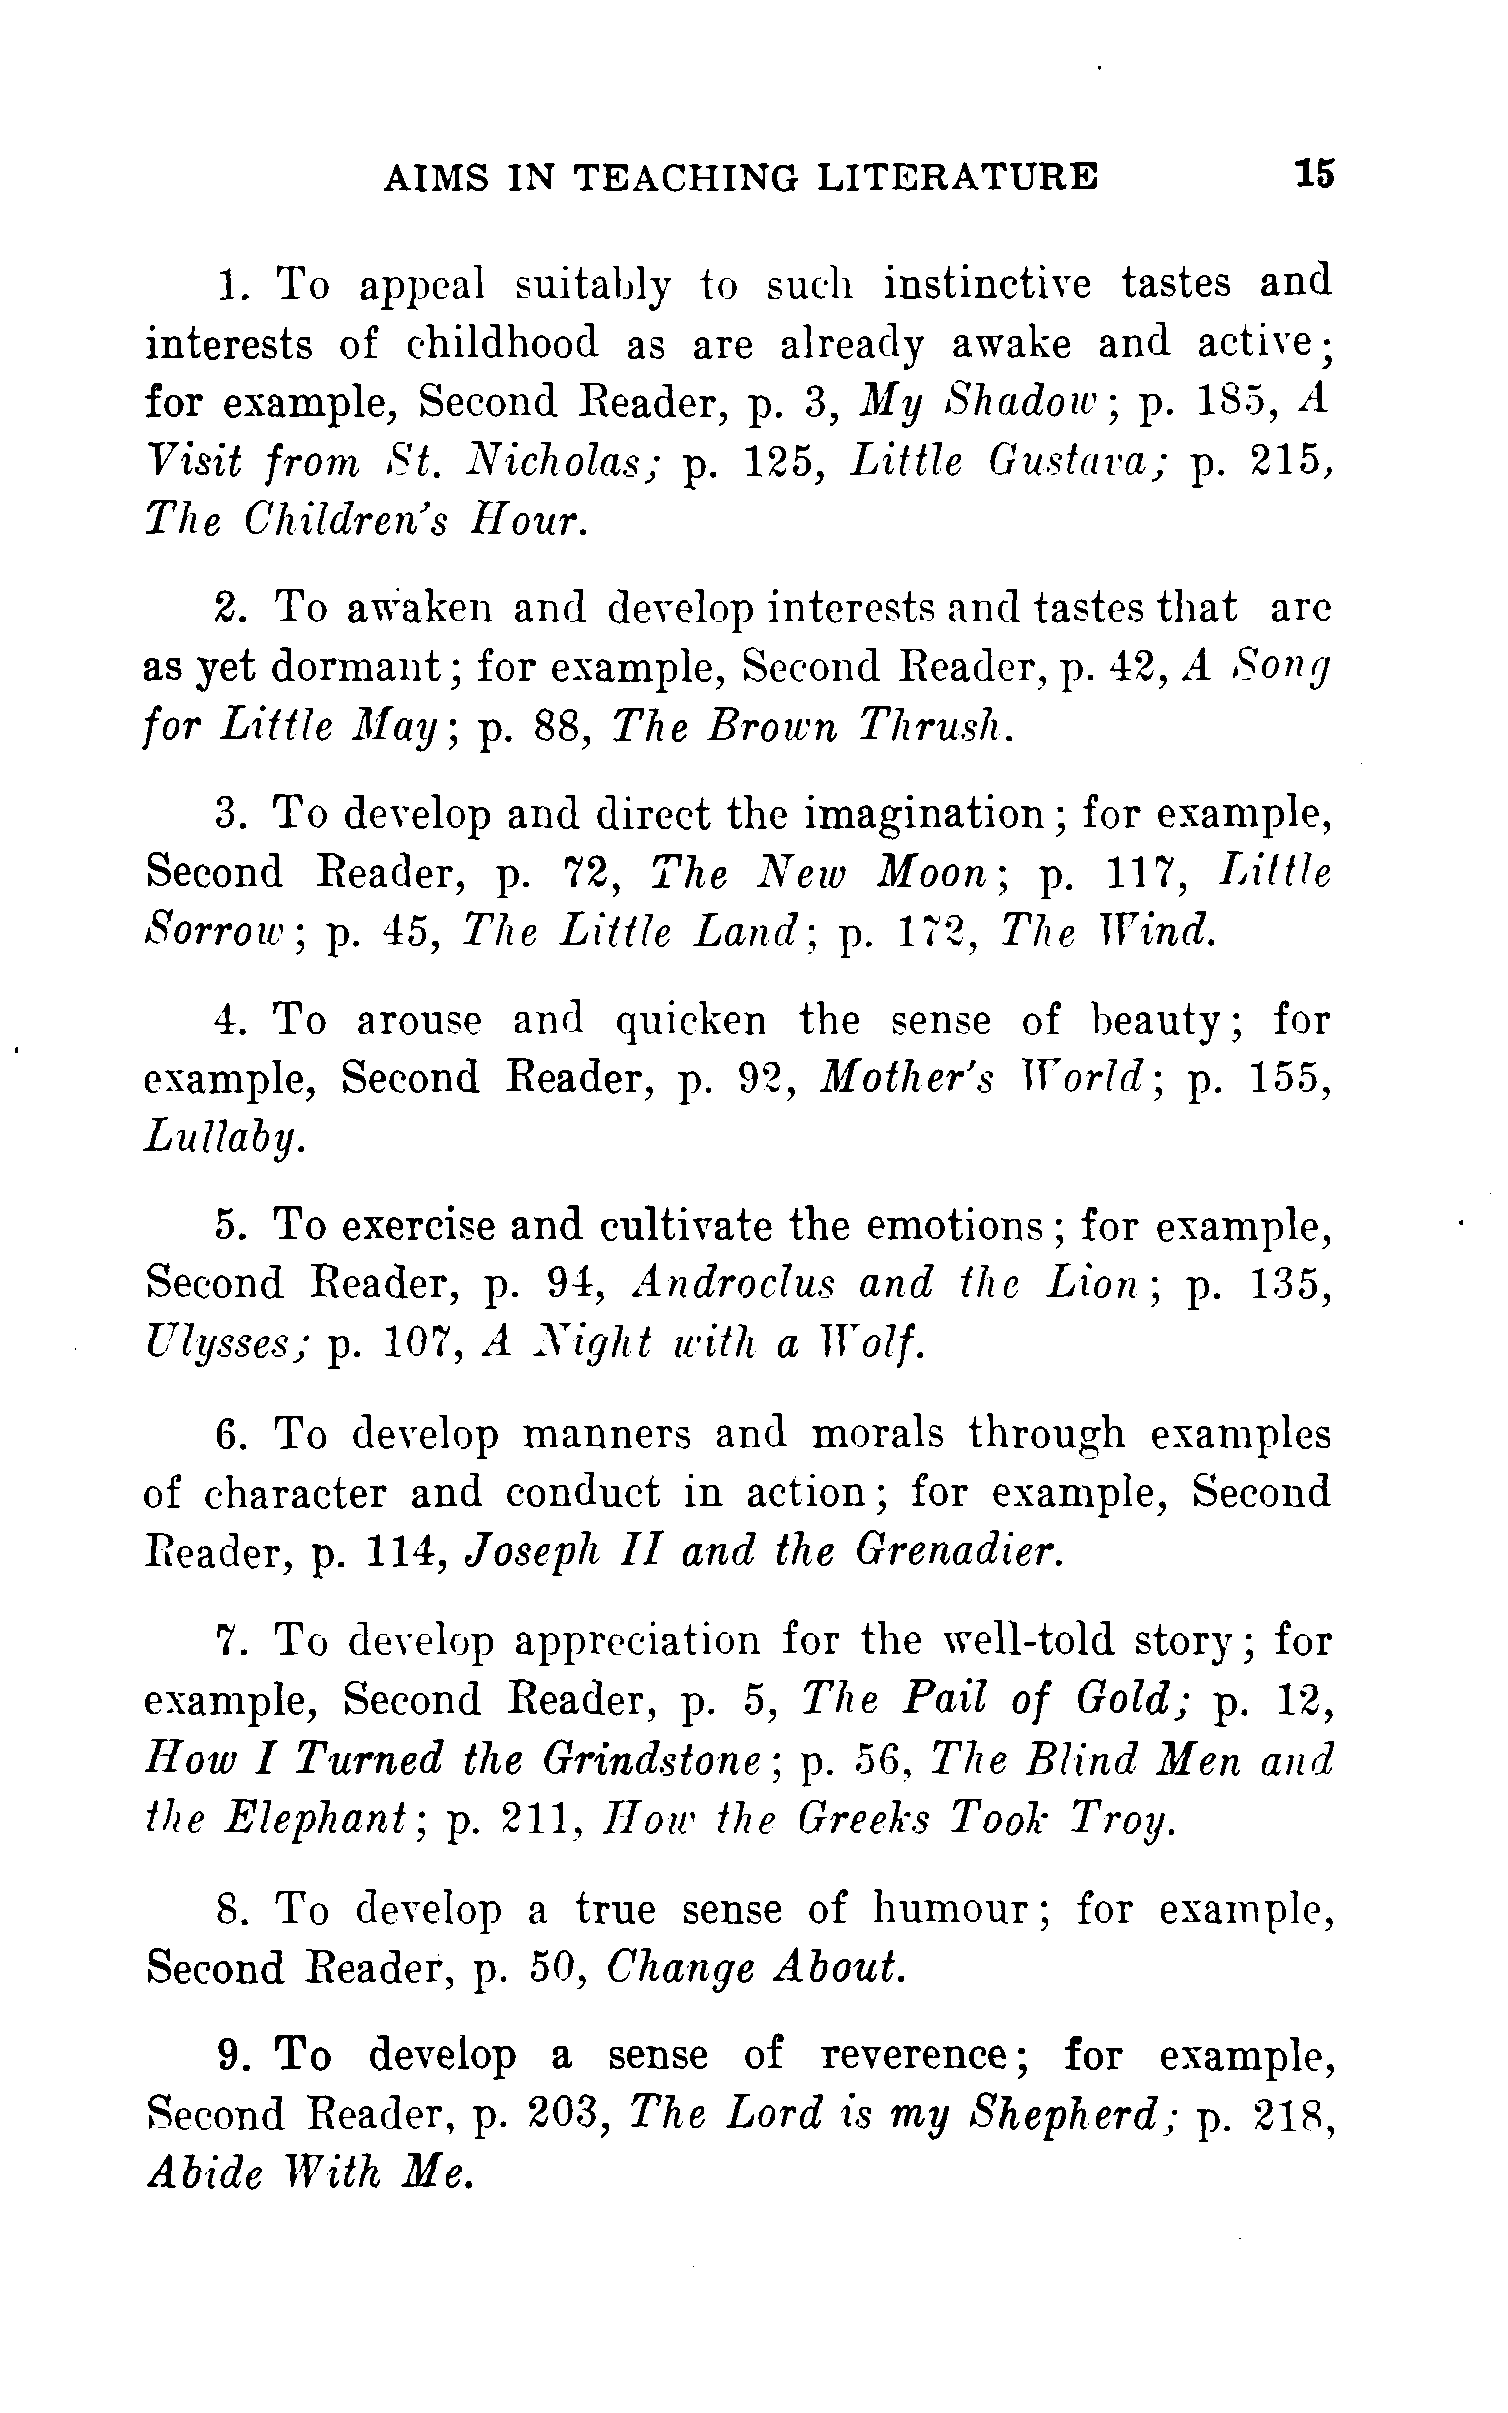 AIMS IN TEACHING LITERATURE 15
1. To appeal suitably to such instinctive tastes and
interests of childhood as are already awake and active;
for example, Second Reader, p. 3, My Shadow; p. 185, A
Visit from St. Nicholas; p. 125, Little Gustava; p. 215,
The Children's Hour.
2. To awaken and develop interests and tastes that are
as yet dormant; for example, Second Reader, p. 42, A Song
for Little May; p. 88, The Brown Thrush.
3. To develop and direct the imagination; for example,
Second Reader, p. 72, The New Moon; p. 117, Little
Sorrow; p. 45, The Little Land; p. 172, The Wind.
4. To arouse and quicken the sense of beauty; for
example, Second Reader, p. 92, Mother's World; p. 155,
Lullaby.
5. To exercise and cultivate the emotions; for example,
Second Reader, p. 94, Androclus and the Lion; p. 135,
Ulysses; p. 107, A Night with a Wolf.
6. To develop manners and morals through examples
of character and conduct in action; for example, Second
Reader, p. 114, Joseph II and the Grenadier.
7. To develop appreciation for the well-told story; for
example, Second Reader, p. 5, The Pail of Gold; p. 12,
How I Turned the Grindstone; p. 56, The Blind Men and
the Elephant; p. 211, How the Greeks Took Troy.
8. To develop a true sense of humour; for example,
Second Reader, p. 50, Change About.
9. To develop a sense of reverence; for example,
Second Reader, p. 203, The Lord is my Shepherd; p. 218,
Abide With Me.